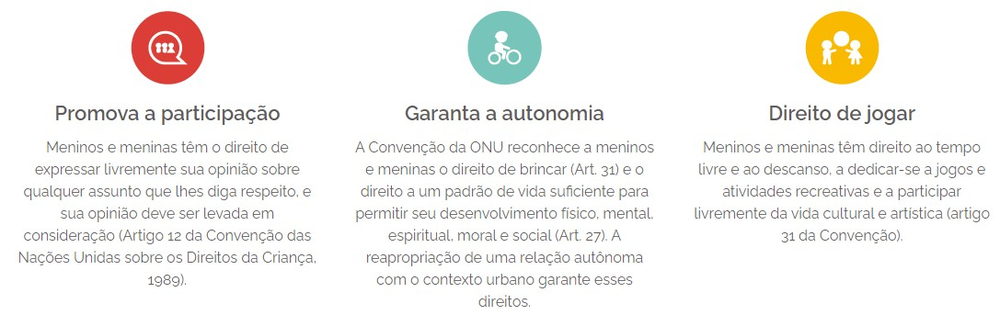 Promova a participação
Meninos e meninas têm o direito de
expressar livremente sua opinião sobre
qualquer assunto que lhes diga respeito, e
sua opinião deve ser levada em
consideração (Artigo 12 da Convenção das
Nações Unidas sobre os Direitos da Criança,
1989).
Garanta a autonomia
A Convenção da ONU reconhece a meninos
e meninas o direito de brincar (Art. 31) e o
direito a um padrão de vida suficiente para
permitir seu desenvolvimento físico, mental,
espiritual, moral e social (Art. 27). A
reapropriação de uma relação autônoma
com o contexto urbano garante esses
direitos.
Direito de jogar
Meninos e meninas têm direito ao tempo
livre e ao descanso, a dedicar-se a jogos e
atividades recreativas e a participar
livremente da vida cultural e artística (artigo
31 da Convenção).